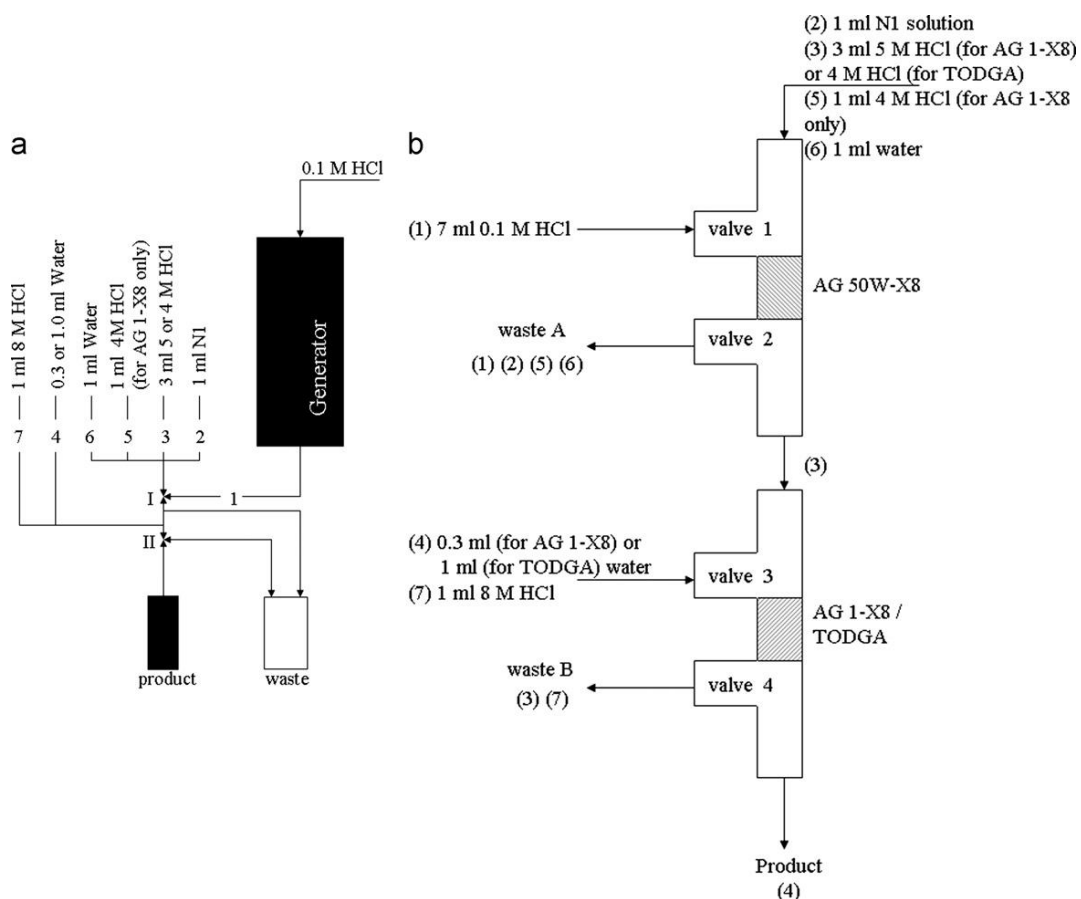 a
0.1 M HCl
Generator
1 ml 8 M HCl
0.3 or 1.0 ml Water
1 ml Water
1 ml 4M HCl
(for AG 1-X8 only)
3 ml 5 or 4 M HCl
1 ml N1
7
4
6
5
3
2
I
1
II
product
waste
b
(2) 1 ml N1 solution
(3) 3 ml 5 M HCl (for AG 1-X8)
or 4 M HCl (for TODGA)
(5) 1 ml 4 M HCl (for AG 1-X8
only)
(6) 1 ml water
(1) 7 ml 0.1 M HCl
valve 1
AG 50W-X8
waste A
valve 2
(1) (2) (5) (6)
(3)
(4) 0.3 ml (for AG 1-X8) or
1 ml (for TODGA) water
(7) 1 ml 8 M HCl
valve 3
AG 1-X8 /
TODGA
waste B
valve 4
(3) (7)
Product
(4)